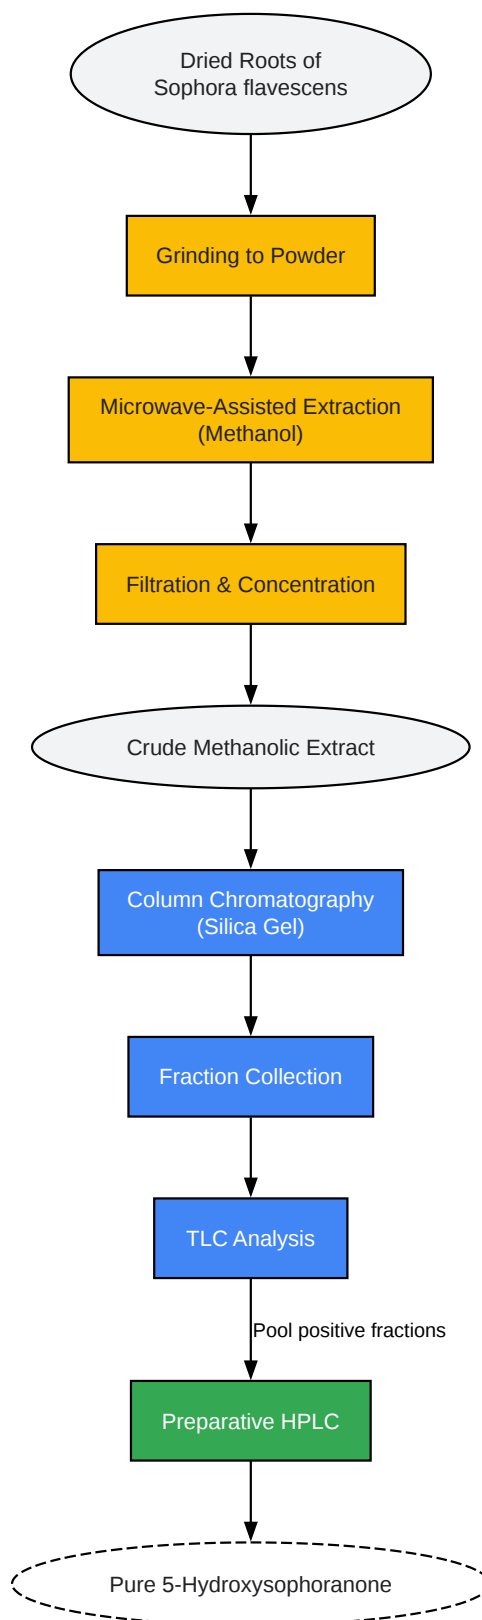 Dried Roots of
Sophora flavescens
Grinding to Powder
Microwave-Assisted Extraction
(Methanol)
Filtration & Concentration
Crude Methanolic Extract
Column Chromatography
(Silica Gel)
Fraction Collection
TLC Analysis
Pool positive fractions
Preparative HPLC
Pure 5-Hydroxysophoranone